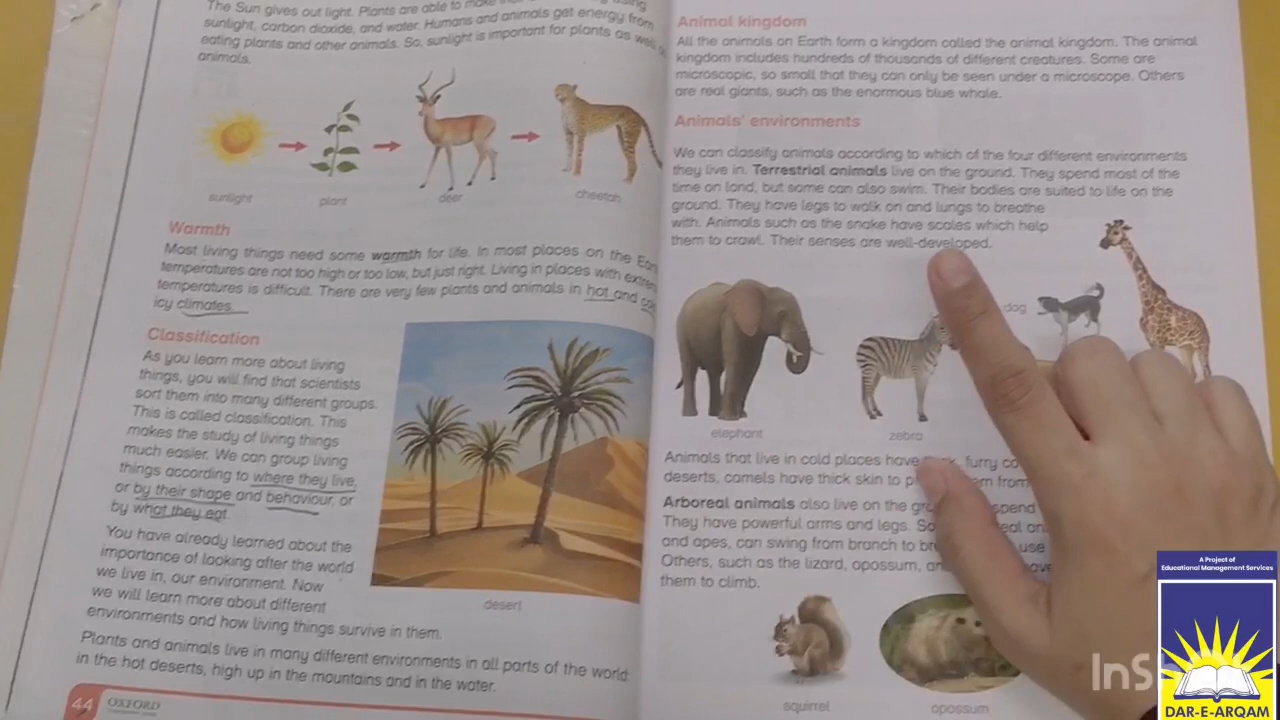 The Sun gives out light. Plants are able to make
sunlight, carbon dioxide, and water. Humans and animals get energy from
eating plants and other animals. So, sunlight is important for plants as well
animals.
sunlight
plant
deer
cheetah
Warmth
Most living things need some warmth for life. In most places on the
temperatures are not too high or too low, but just right. Living in places with
temperatures is difficult. There are very few plants and animals in hot and
icy climates.
Classification
As you learn more about living
things, you will find that scientists
sort them into many different groups.
This is called classification. This
makes the study of living things
much easier. We can group living
things according to where they live,
or by their shape and behaviour, or
by what they eat.
You have already learned about the
importance of looking after the world
we live in, our environment. Now
we will learn more about different
environments and how living things survive in them.
desert
Plants and animals live in many different environments in all parts of the world:
in the hot deserts, high up in the mountains and in the water.
44
OXFORD
Animal kingdom
All the animals on Earth form a kingdom called the animal kingdom. The animal
kingdom includes hundreds of thousands of different creatures. Some are
microscopic, so small that they can only be seen under a microscope. Others
are real giants, such as the enormous blue whale.
Animals' environments
We can classify animals according to which of the four different environments
they live in. Terrestrial animals live on the ground. They spend most of the
time on land, but some can also swim. Their bodies are suited to life on the
ground. They have legs to walk on and lungs to breathe
with. Animals such as the snake have scales which help
them to crawl. Their senses are well-developed.
dog
elephant
zebra
Animals that live in cold places have furry
deserts, camels have thick skin to from
Arboreal animals also live on the spend
They have powerful arms and legs.
and apes, can swing from branch to use
Others, such as the lizard, opossum,
them to climb.
squirrel
opossum
A Project of
Educational Management Services
DAR-E-ARQAM